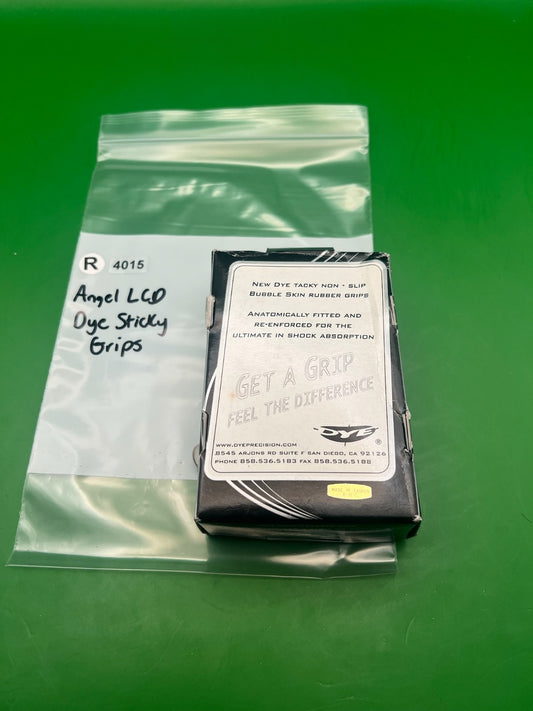 R 4015
Angel LCD
Dye Sticky
Grips
New Dye tacky non - slip
Bubble Skin rubber grips
Anatomically fitted and
re-enforced for the
ultimate in shock absorption
Get a Grip
feel the difference
DYE ®
www.dyeprecision.com
8545 Arjons Rd Suite F San Diego, CA 92126
Phone 858.536.5183 Fax 858.536.5188